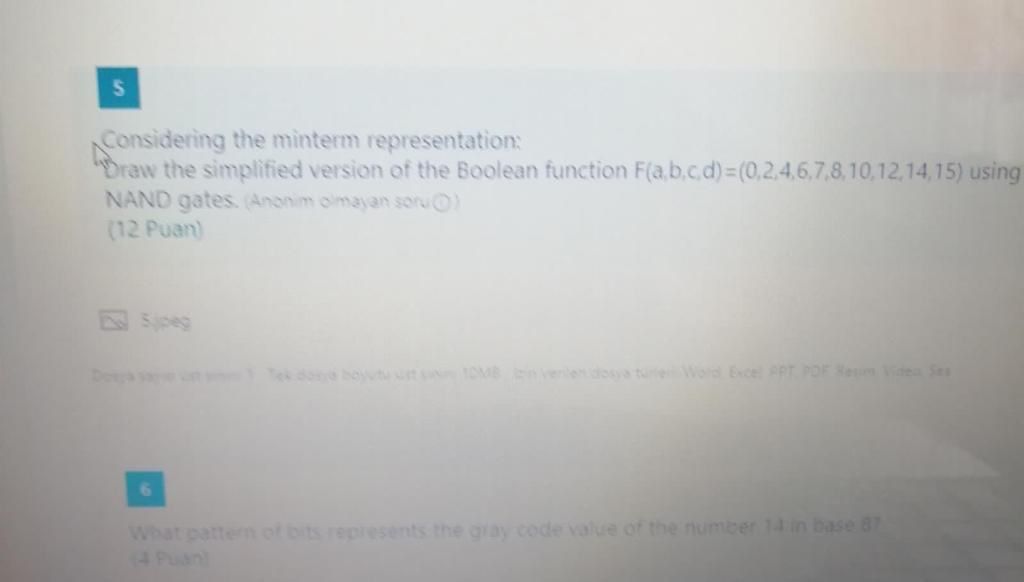 5
Considering the minterm representation:
Draw the simplified version of the Boolean function F(a,b,c,d)=(0,2,4,6,7,8,10,12,14,15) using
NAND gates. (Anonim olmayan soru)
(12 Puan)
5.jpeg
Dosya sayısı üst sınırı: 1 Tek dosya boyutu üst sınırı: 10MB İzin verilen dosya türleri: Word, Excel, PPT, PDF, Resim, Video, Ses
6
What pattern of bits represents the gray code value of the number 14 in base 8?
(4 Puan)